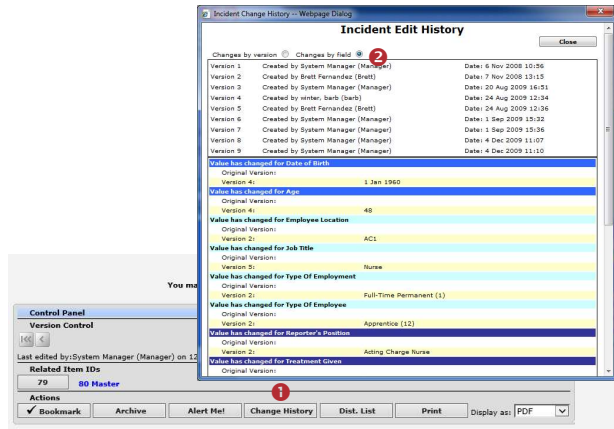 Incident Change History -- Webpage Dialog
Incident Edit History
Close
Changes by version Changes by field
2
Version 1 Created by System Manager (Manager) Date: 6 Nov 2008 10:56
Version 2 Created by Brett Fernandez (Brett) Date: 7 Nov 2008 13:15
Version 3 Created by System Manager (Manager) Date: 20 Aug 2009 16:51
Version 4 Created by winter, barb (barb) Date: 24 Aug 2009 12:34
Version 5 Created by Brett Fernandez (Brett) Date: 24 Aug 2009 12:36
Version 6 Created by System Manager (Manager) Date: 1 Sep 2009 15:32
Version 7 Created by System Manager (Manager) Date: 1 Sep 2009 15:36
Version 8 Created by System Manager (Manager) Date: 4 Dec 2009 11:07
Version 9 Created by System Manager (Manager) Date: 4 Dec 2009 11:10
Value has changed for Date of Birth
Original Version:
Version 4: 1 Jan 1960
Value has changed for Age
Original Version:
Version 4: 48
Value has changed for Employee Location
Original Version:
Version 2: AC1
Value has changed for Job Title
Original Version:
Version 5: Nurse
Value has changed for Type Of Employment
Original Version:
Version 2: Full-Time Permanent (1)
Value has changed for Type Of Employee
Original Version:
Version 2: Apprentice (12)
Value has changed for Reporter's Position
Original Version:
Version 2: Acting Charge Nurse
Value has changed for Treatment Given
Original Version:
You ma
Control Panel
Version Control
Last edited by:System Manager (Manager) on 12
Related Item IDs
79 80 Master
Actions
1
Bookmark Archive Alert Me! Change History Dist. List Print Display as: PDF